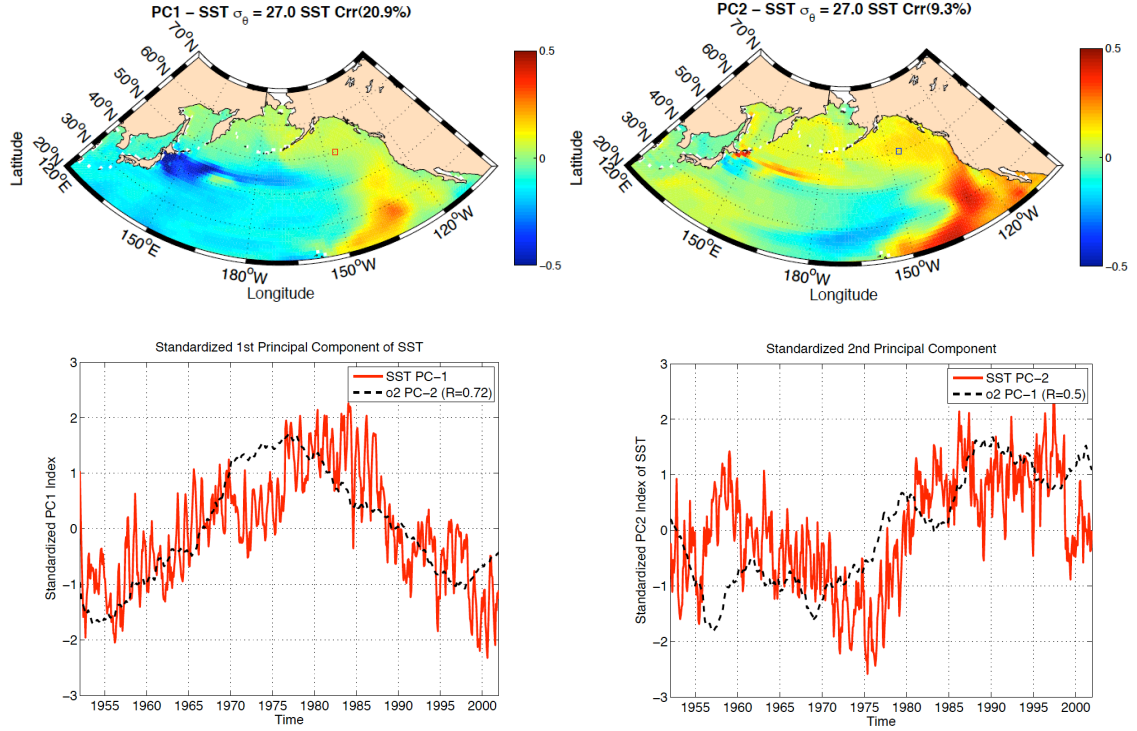 PC1 – SST σθ = 27.0 SST Crr(20.9%)
70°N
60°N
50°N
40°N
30°N
20°N
120°E
150°E
180°W
150°W
120°W
Latitude
Longitude
0.5
0
−0.5
PC2 – SST σθ = 27.0 SST Crr(9.3%)
70°N
60°N
50°N
40°N
30°N
20°N
120°E
150°E
180°W
150°W
120°W
Latitude
Longitude
0.5
0
−0.5
Standardized 1st Principal Component of SST
SST PC−1
o2 PC−2 (R=0.72)
Standardized PC1 Index
3
2
1
0
−1
−2
−3
1955 1960 1965 1970 1975 1980 1985 1990 1995 2000
Time
Standardized 2nd Principal Component
SST PC−2
o2 PC−1 (R=0.5)
Standardized PC2 Index of SST
3
2
1
0
−1
−2
−3
1955 1960 1965 1970 1975 1980 1985 1990 1995 2000
Time